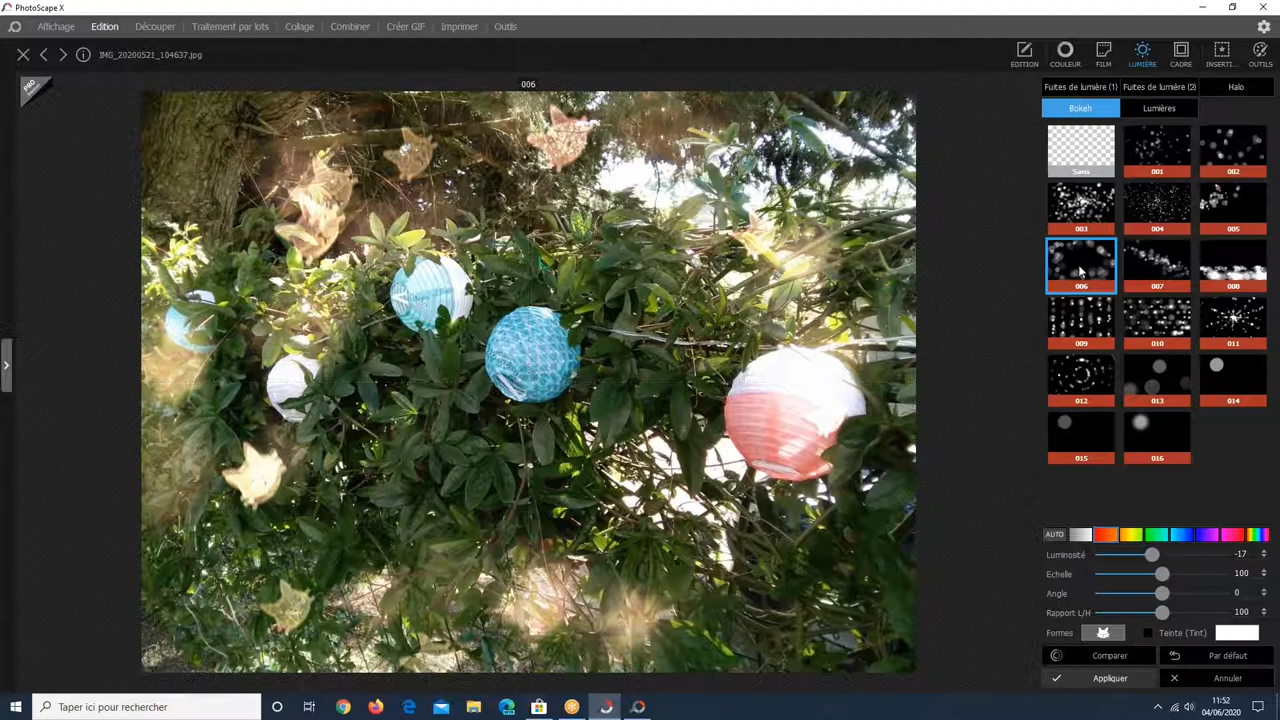 PhotoScape X
Affichage Edition Découper Traitement par lots Collage Combiner Créer GIF Imprimer Outils
IMG_20200521_104637.jpg
EDITION COULEUR FILM LUMIÈRE CADRE INSERTI... OUTILS
PRO
006
Fuites de lumière (1) Fuites de lumière (2) Halo
Bokeh Lumières
Sans 001 002
003 004 005
006 007 008
009 010 011
012 013 014
015 016
AUTO
Luminosité -17
Echelle 100
Angle 0
Rapport L/H 100
Formes Teinte (Tint)
Comparer Par défaut
Appliquer Annuler
Taper ici pour rechercher
11:52
04/06/2020